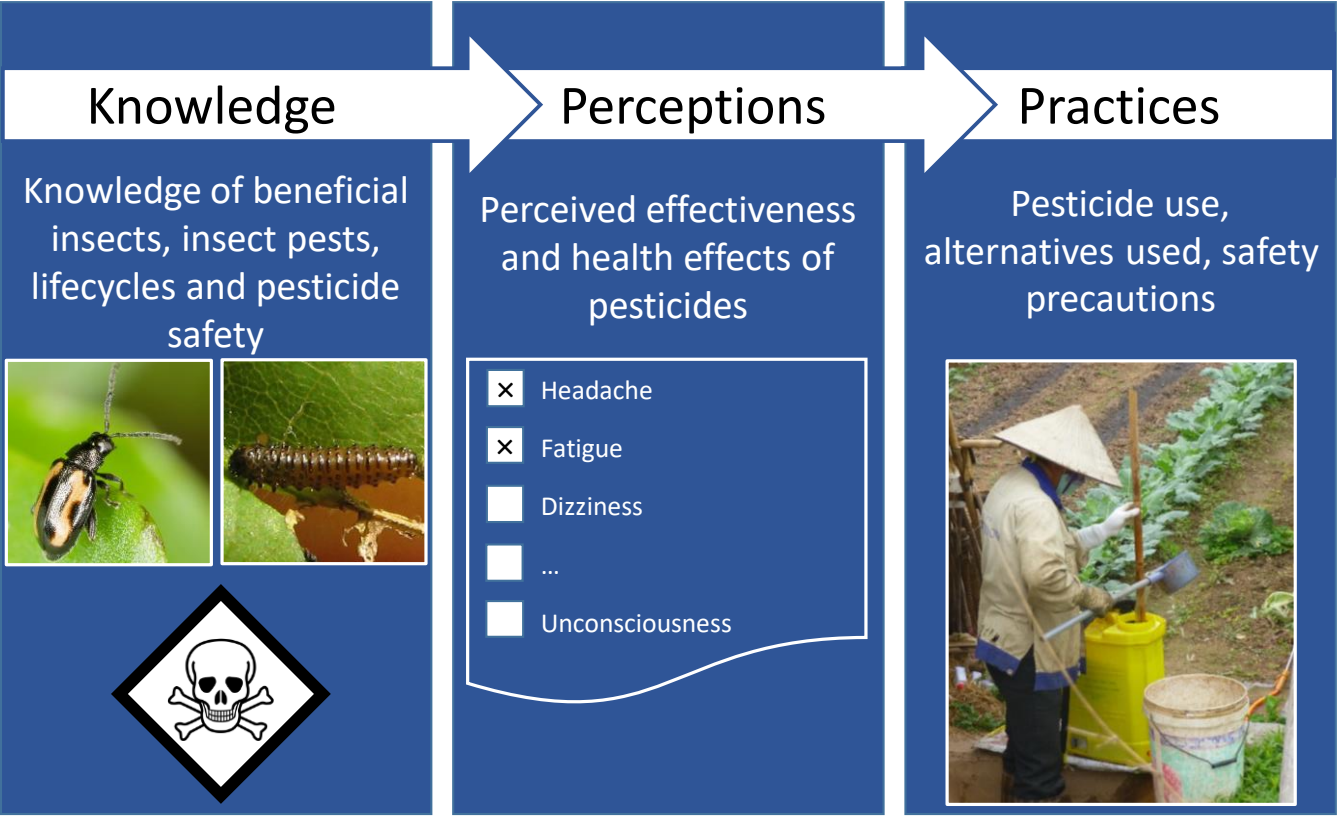 Knowledge
Perceptions
Practices
Knowledge of beneficial
insects, insect pests,
lifecycles and pesticide
safety
Perceived effectiveness
and health effects of
pesticides
× Headache
× Fatigue
Dizziness
...
Unconsciousness
Pesticide use,
alternatives used, safety
precautions